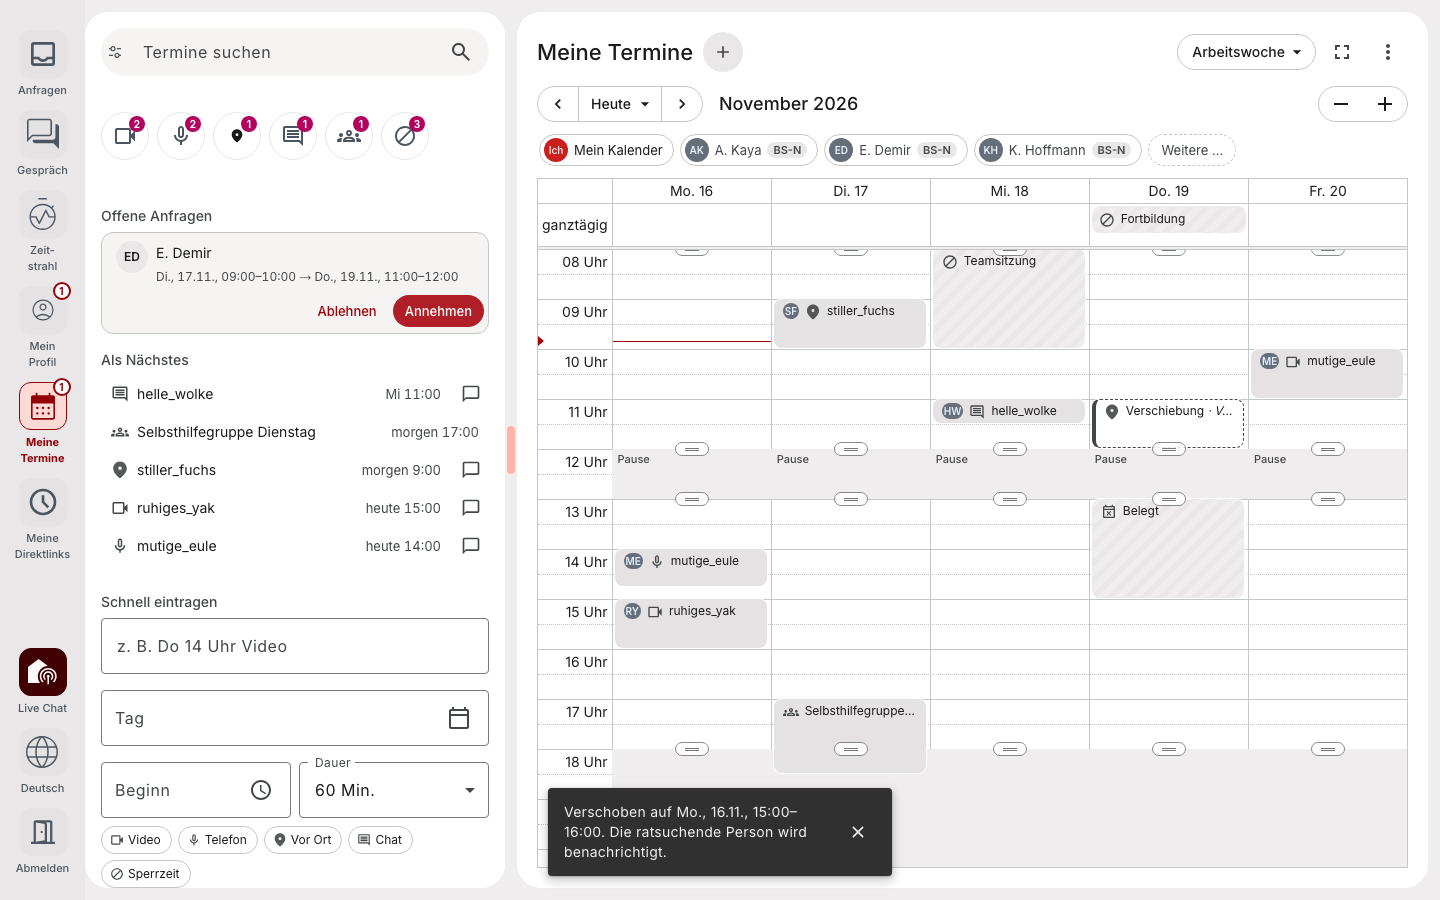 Anfragen
Gespräch
Zeit-
strahl
1
Mein
Profil
1
Meine
Termine
Meine
Direktlinks
Live Chat
Deutsch
Abmelden
Termine suchen
2
2
1
1
1
3
Offene Anfragen
ED
E. Demir
Di., 17.11., 09:00–10:00 → Do., 19.11., 11:00–12:00
Ablehnen
Annehmen
Als Nächstes
helle_wolke
Mi 11:00
Selbsthilfegruppe Dienstag
morgen 17:00
stiller_fuchs
morgen 9:00
ruhiges_yak
heute 15:00
mutige_eule
heute 14:00
Schnell eintragen
z. B. Do 14 Uhr Video
Tag
Beginn
Dauer
60 Min.
Video
Telefon
Vor Ort
Chat
Sperrzeit
Meine Termine
Arbeitswoche
Heute
November 2026
Ich Mein Kalender
AK A. Kaya BS-N
ED E. Demir BS-N
KH K. Hoffmann BS-N
Weitere ...
Mo. 16
Di. 17
Mi. 18
Do. 19
Fr. 20
ganztägig
Fortbildung
08 Uhr
Teamsitzung
09 Uhr
SF stiller_fuchs
10 Uhr
ME mutige_eule
11 Uhr
HW helle_wolke
Verschiebung · V...
12 Uhr
Pause
Pause
Pause
Pause
Pause
13 Uhr
Belegt
14 Uhr
ME mutige_eule
15 Uhr
RY ruhiges_yak
16 Uhr
17 Uhr
Selbsthilfegruppe...
18 Uhr
Verschoben auf Mo., 16.11., 15:00–
16:00. Die ratsuchende Person wird
benachrichtigt.